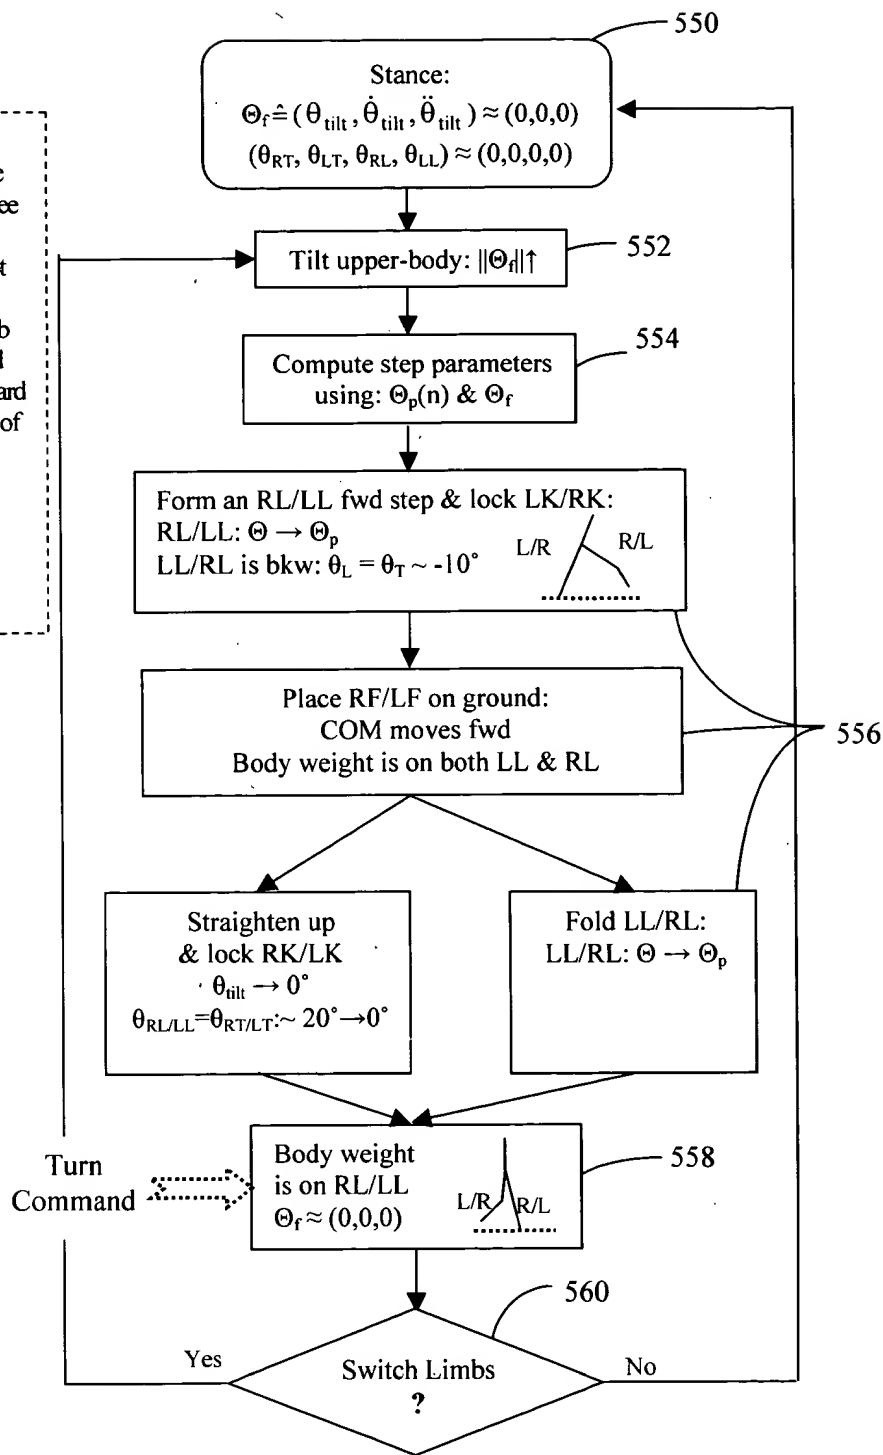 550
Stance:
Θf ≙ (θtilt, θ̇tilt, θ̈tilt) ≈ (0,0,0)
(θRT, θLT, θRL, θLL) ≈ (0,0,0,0)
552
Tilt upper-body: ||Θf||↑
554
Compute step parameters
using: Θp(n) & Θf
of
Form an RL/LL fwd step & lock LK/RK:
RL/LL: Θ → Θp
LL/RL is bkw: θL = θT ~ -10°
L/R
R/L
Place RF/LF on ground:
COM moves fwd
Body weight is on both LL & RL
556
Straighten up
& lock RK/LK
θtilt → 0°
θRL/LL=θRT/LT:~ 20°→0°
Fold LL/RL:
LL/RL: Θ → Θp
Turn
Command
Body weight
is on RL/LL
Θf ≈ (0,0,0)
L/R
R/L
558
560
Switch Limbs
?
Yes
No